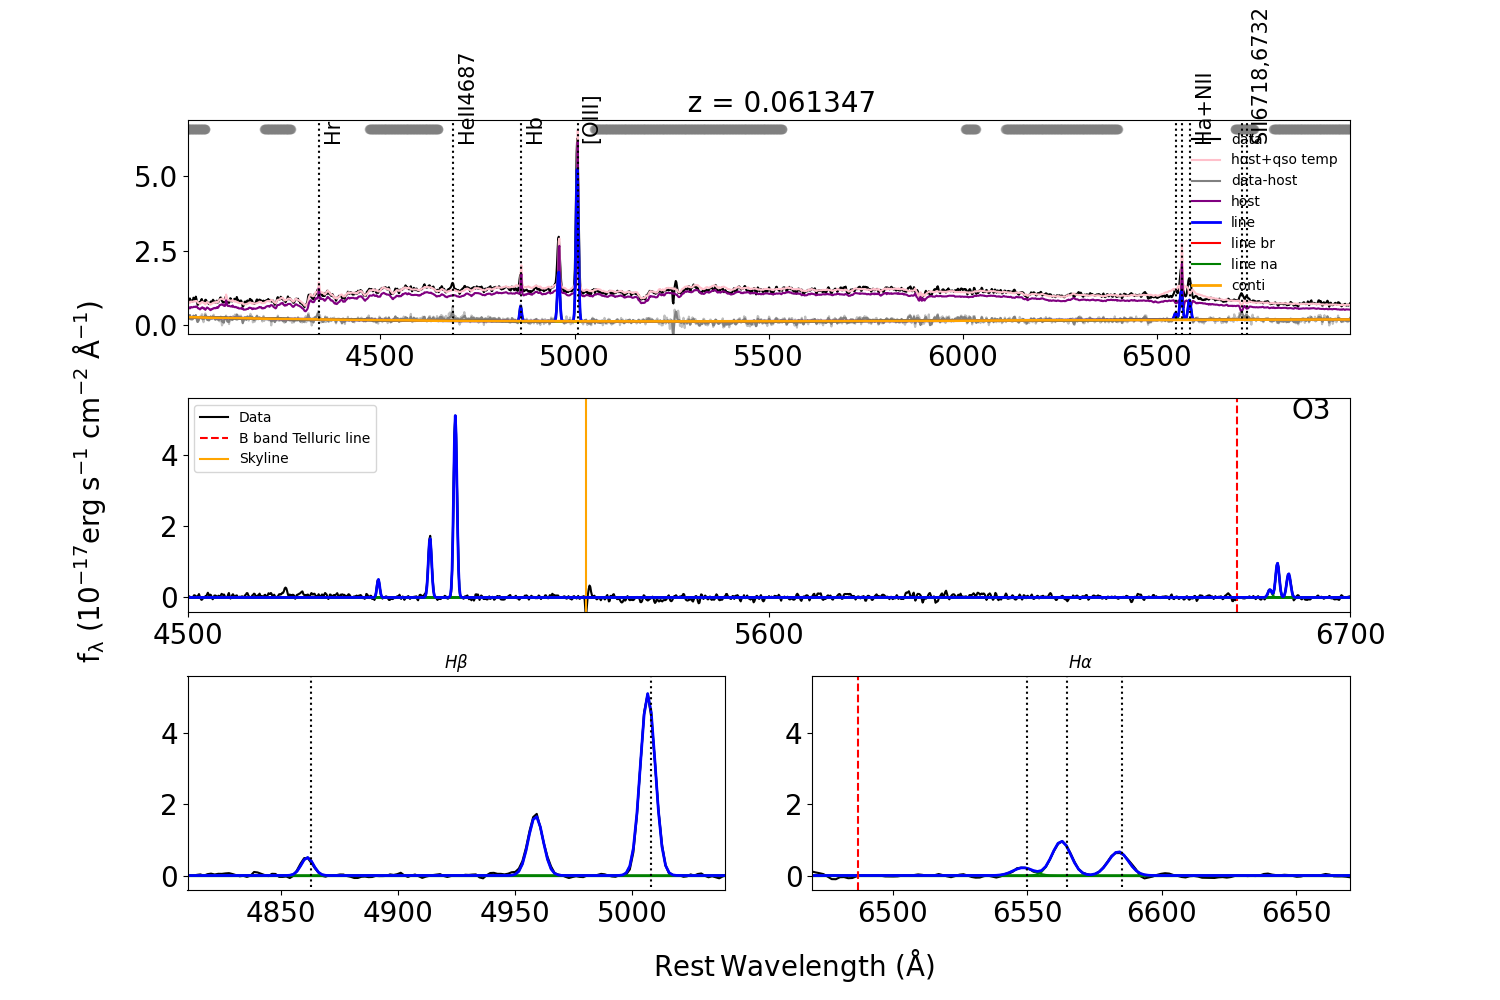 z = 0.061347
Hr
HeII4687
Hb
[OIII]
Ha+NII
SII6718,6732
data
host+qso temp
data-host
host
line
line br
line na
conti
5.0
2.5
0.0
4500 5000 5500 6000 6500
fλ (10⁻¹⁷erg s⁻¹ cm⁻² Å⁻¹)
Data
B band Telluric line
Skyline
O3
4
2
0
4500 5600 6700
Hβ
4
2
0
4850 4900 4950 5000
Hα
4
2
0
6500 6550 6600 6650
Rest Wavelength (Å)